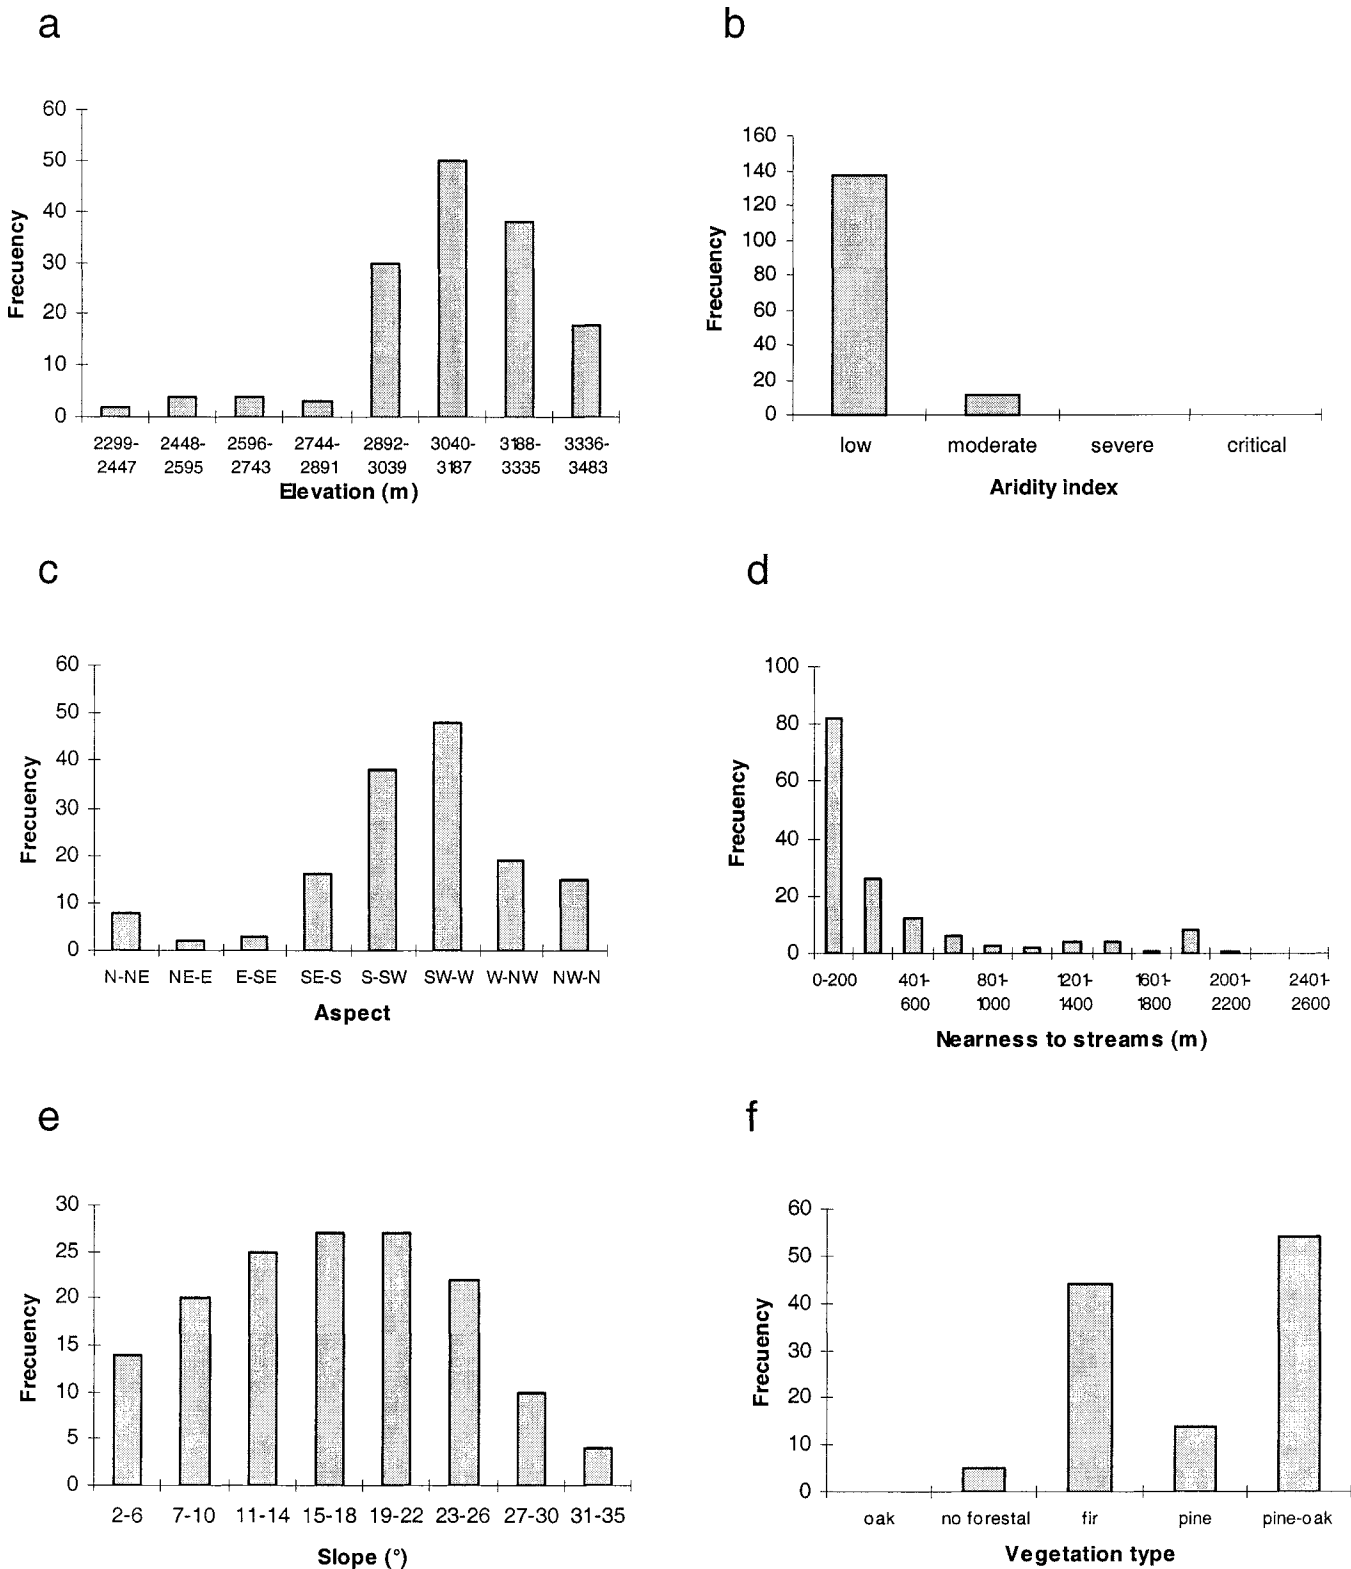 a
60
50
40
30
20
10
0
Frecuency
2299-2447
2448-2595
2596-2743
2744-2891
2892-3039
3040-3187
3188-3335
3336-3483
Elevation (m)
b
160
140
120
100
80
60
40
20
0
Frecuency
low
moderate
severe
critical
Aridity index
c
60
50
40
30
20
10
0
Frecuency
N-NE
NE-E
E-SE
SE-S
S-SW
SW-W
W-NW
NW-N
Aspect
d
100
80
60
40
20
0
Frecuency
0-200
401-600
801-1000
1201-1400
1601-1800
2001-2200
2401-2600
Nearness to streams (m)
e
30
25
20
15
10
5
0
Frecuency
2-6
7-10
11-14
15-18
19-22
23-26
27-30
31-35
Slope (°)
f
60
50
40
30
20
10
0
Frecuency
oak
no forestal
fir
pine
pine-oak
Vegetation type